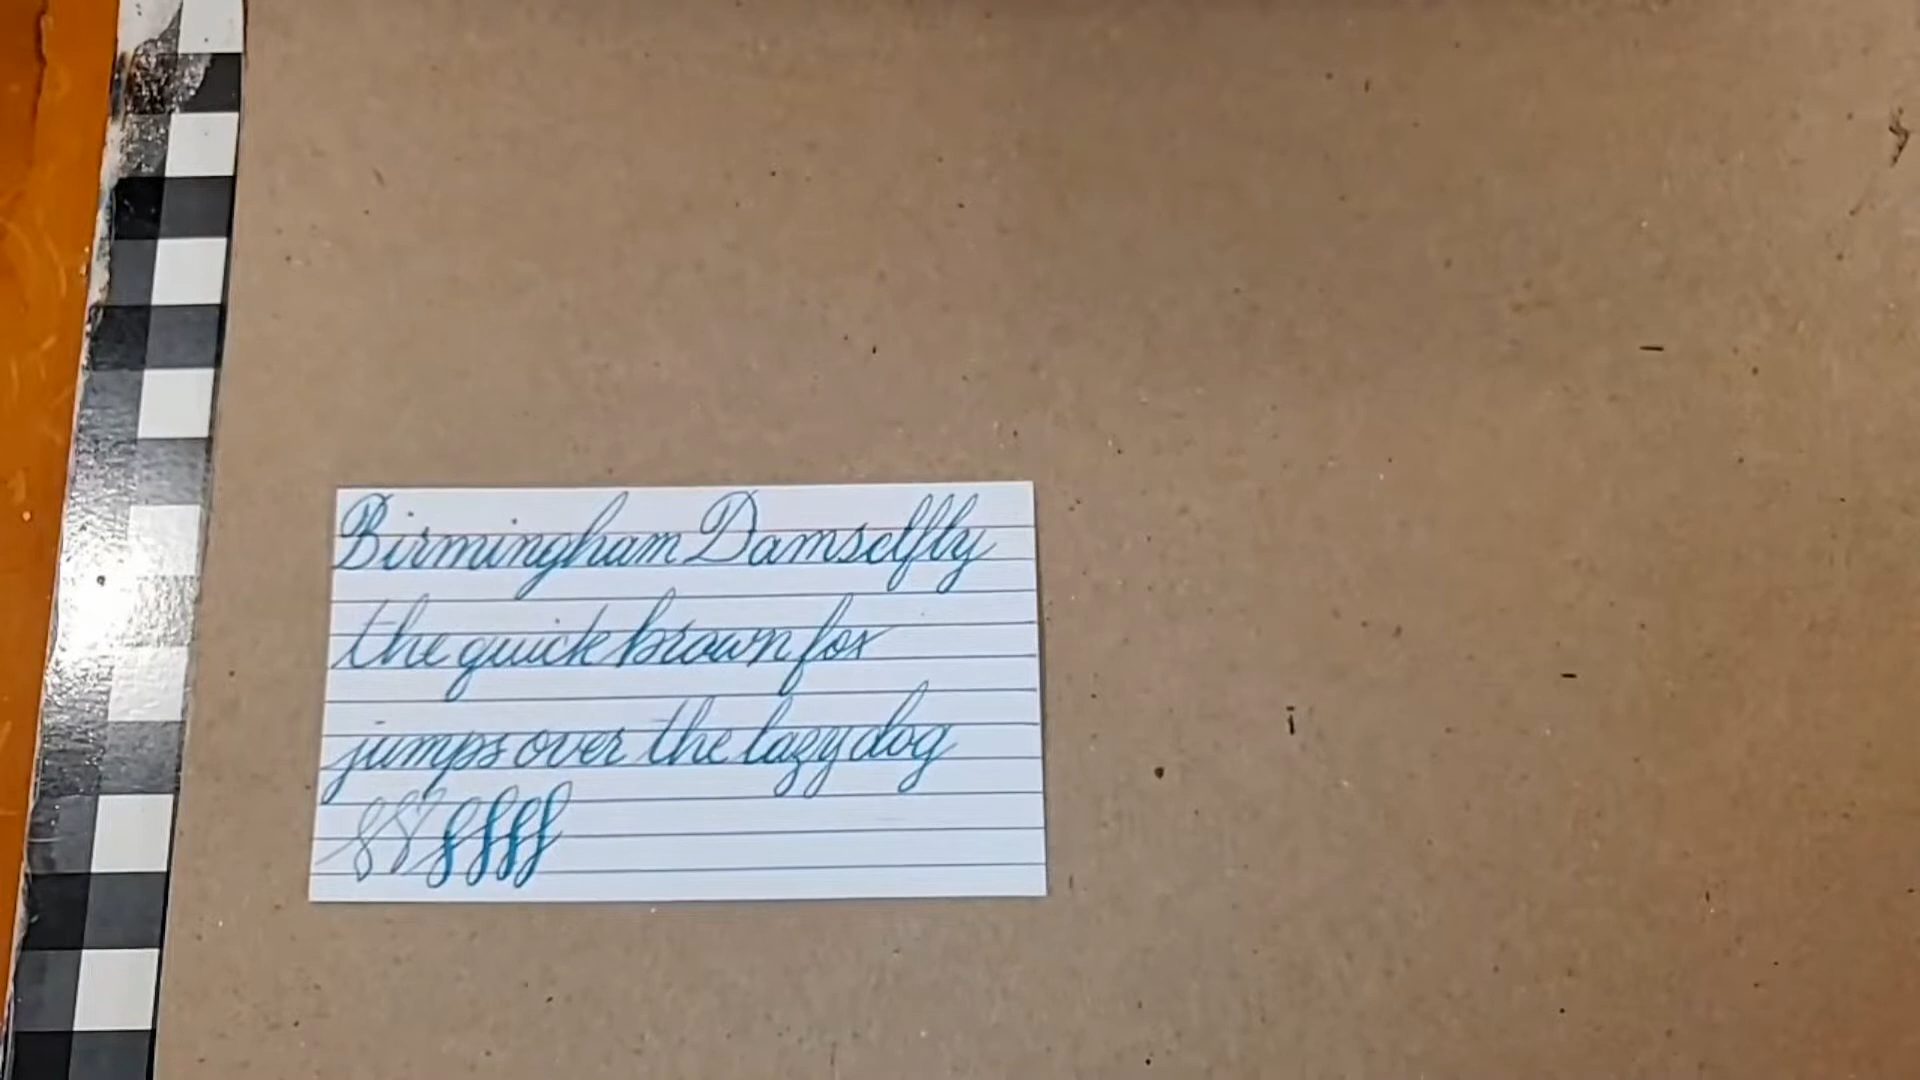 Birmingham Damselfly
the quick brown fox
jumps over the lazy dog